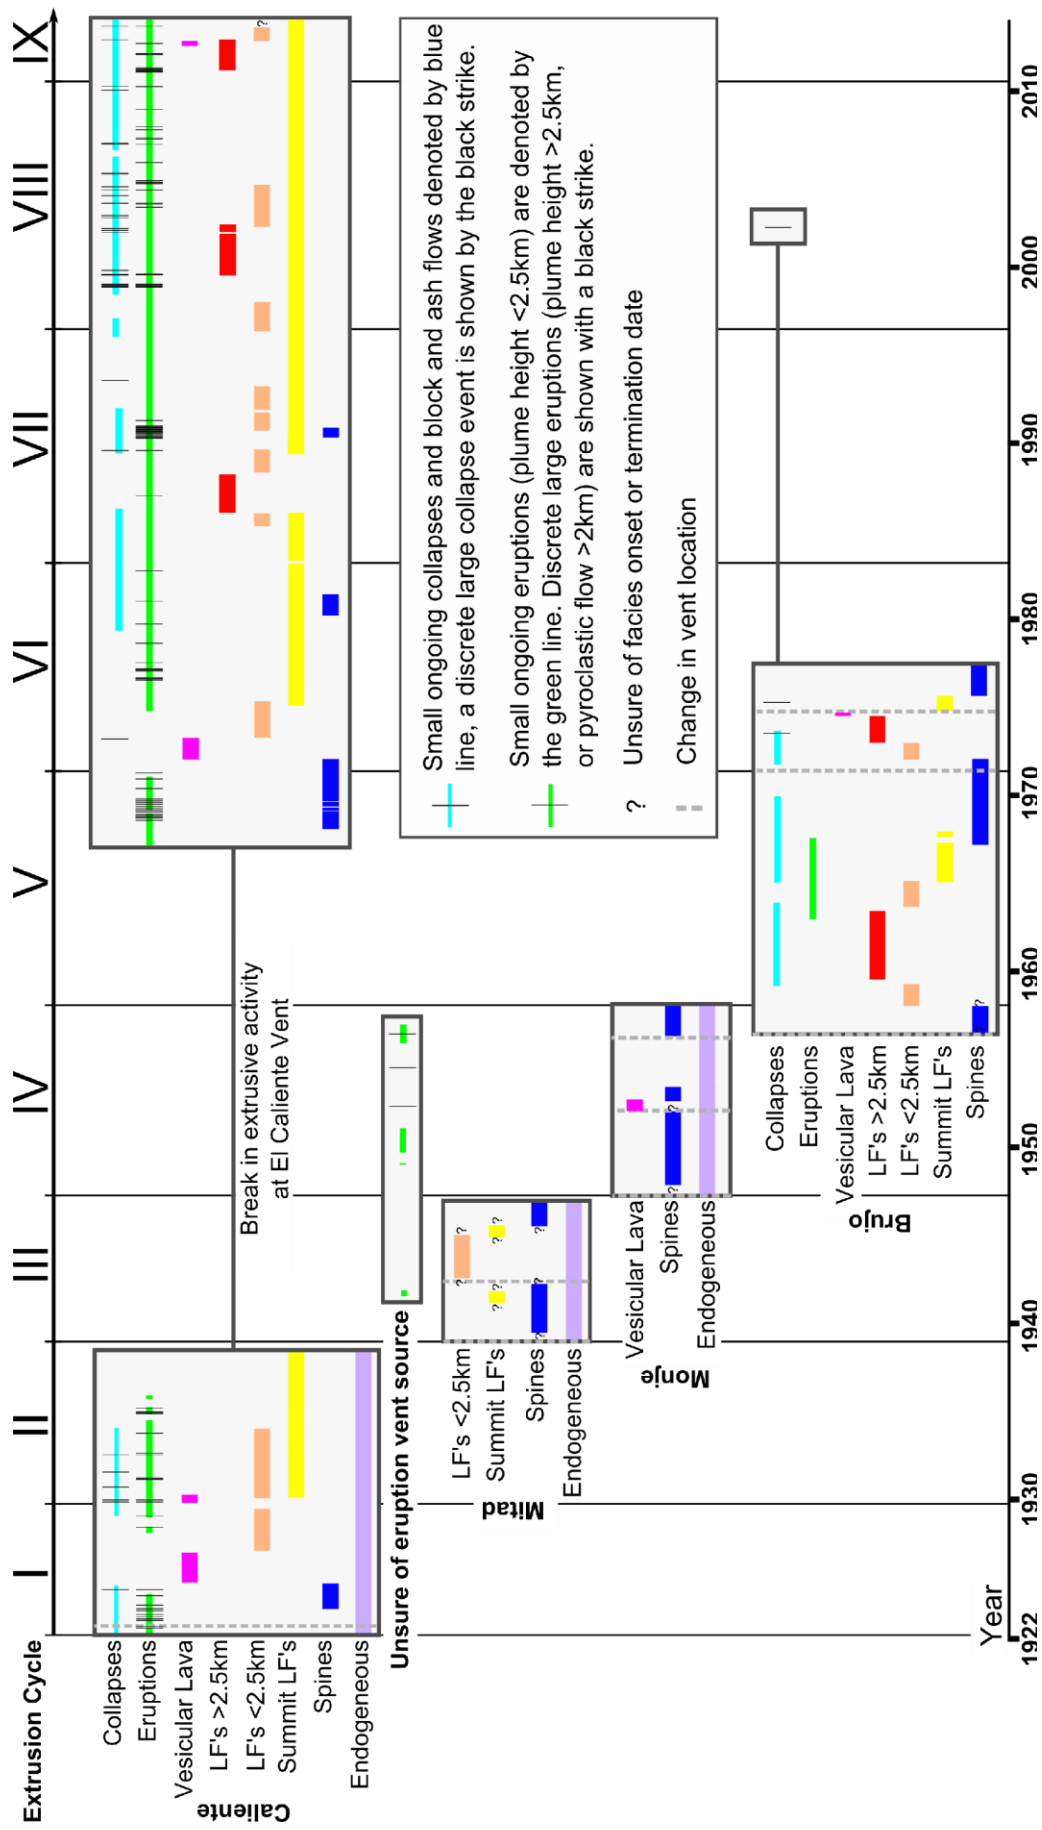 Extrusion Cycle
I
II
III
IV
V
VI
VII
VIII
IX
Caliente
Collapses
Eruptions
Vesicular Lava
LF's >2.5km
LF's <2.5km
Summit LF's
Spines
Endogeneous
?
Break in extrusive activity
at El Caliente Vent
Unsure of eruption vent source
Mitad
LF's <2.5km
Summit LF's
Spines
Endogeneous
? ?
? ? ? ?
? ? ?
Monje
Vesicular Lava
Spines
Endogeneous
? ?
Brujo
Collapses
Eruptions
Vesicular Lava
LF's >2.5km
LF's <2.5km
Summit LF's
Spines
?
Small ongoing collapses and block and ash flows denoted by blue
line, a discrete large collapse event is shown by the black strike.
Small ongoing eruptions (plume height <2.5km) are denoted by
the green line. Discrete large eruptions (plume height >2.5km,
or pyroclastic flow >2km) are shown with a black strike.
? Unsure of facies onset or termination date
Change in vent location
Year
1922
1930
1940
1950
1960
1970
1980
1990
2000
2010